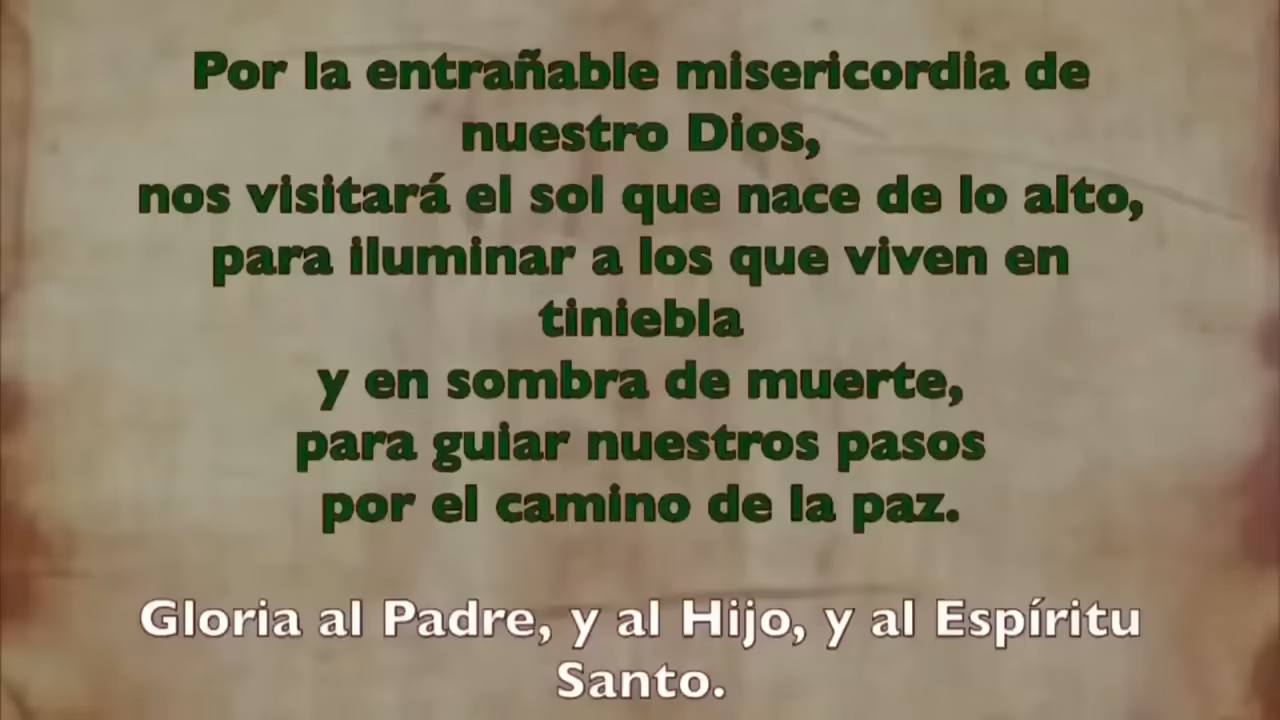 Por la entrañable misericordia de
nuestro Dios,
nos visitará el sol que nace de lo alto,
para iluminar a los que viven en
tiniebla
y en sombra de muerte,
para guiar nuestros pasos
por el camino de la paz.
Gloria al Padre, y al Hijo, y al Espíritu
Santo.